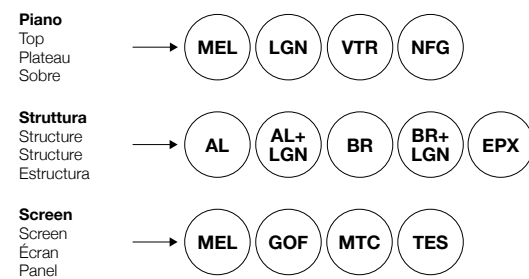 Piano
Top
Plateau
Sobre
MEL LGN VTR NFG
Struttura
Structure
Structure
Estructura
AL AL+ LGN BR BR+ LGN EPX
Screen
Screen
Écran
Panel
MEL GOF MTC TES